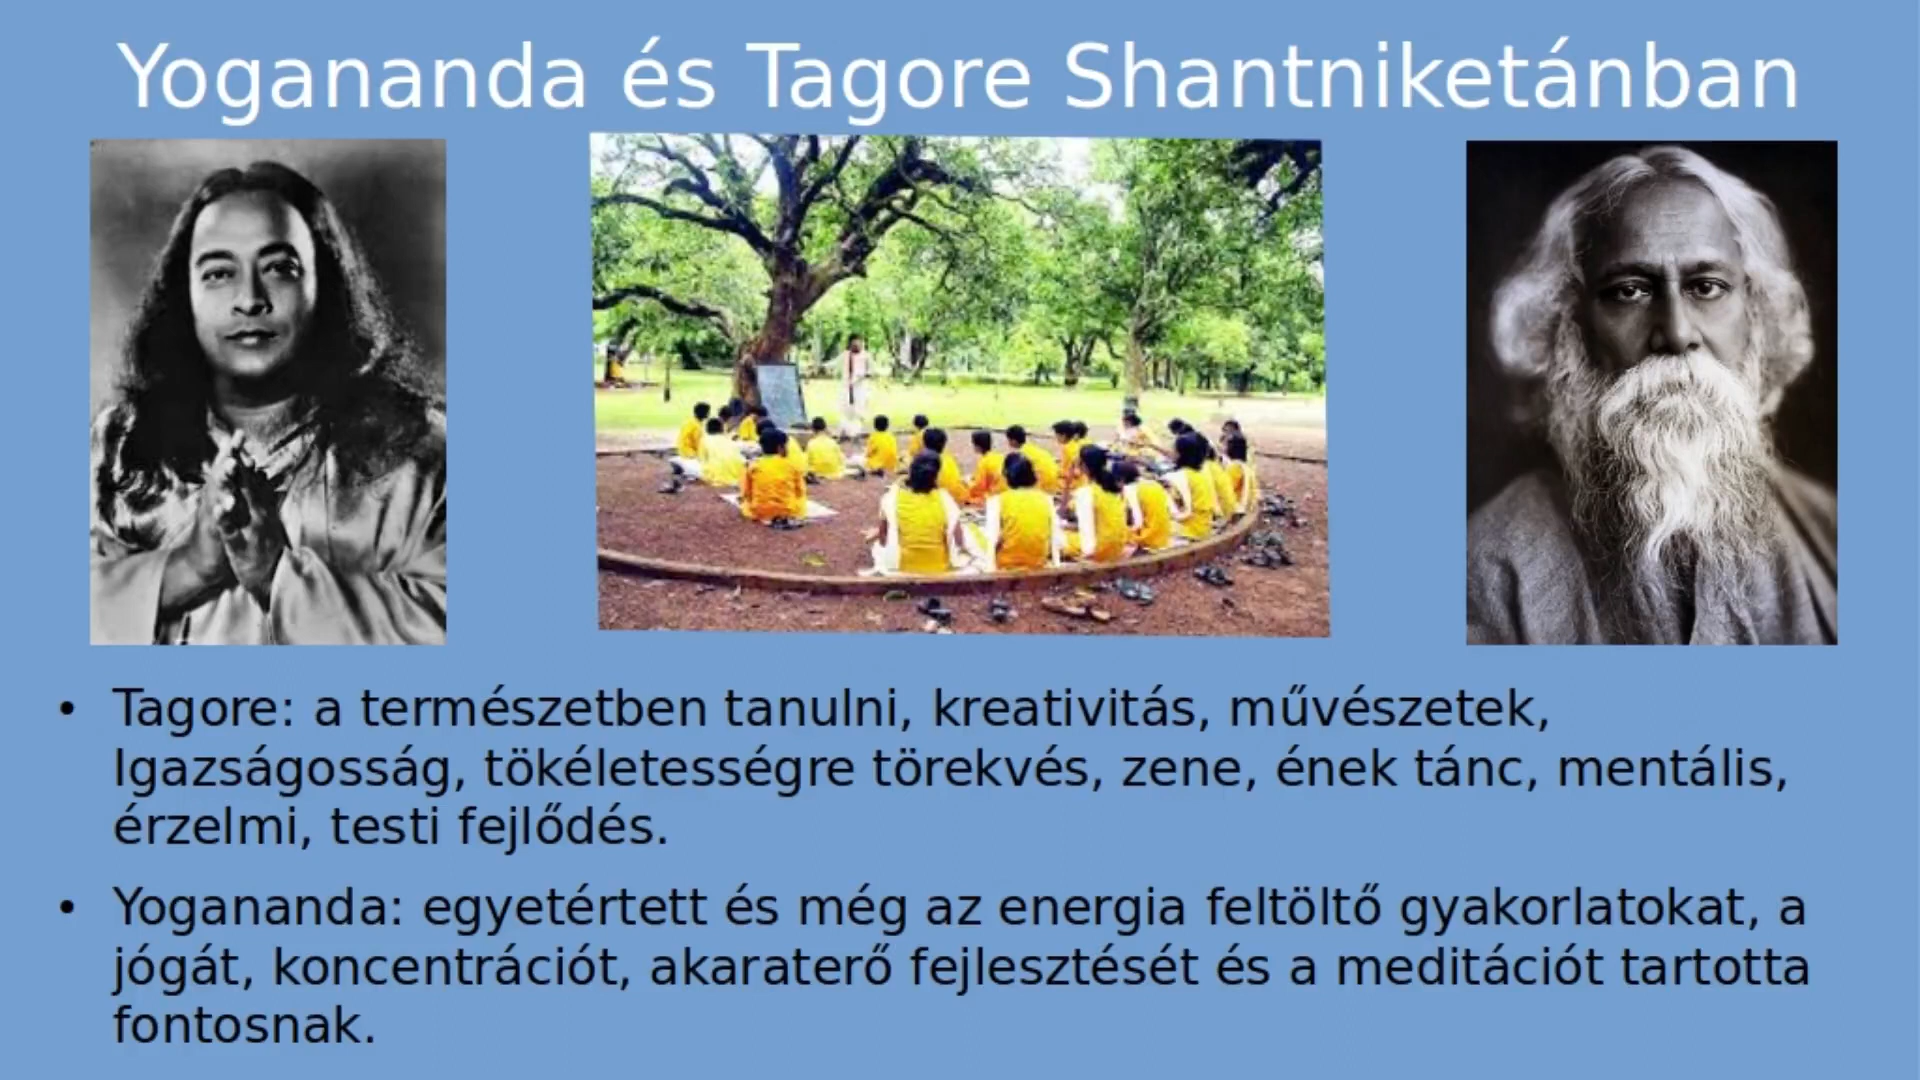 Yogananda és Tagore Shantniketánban
• Tagore: a természetben tanulni, kreativitás, művészetek,
Igazságosság, tökéletességre törekvés, zene, ének tánc, mentális,
érzelmi, testi fejlődés.
• Yogananda: egyetértett és még az energia feltöltő gyakorlatokat, a
jógát, koncentrációt, akaraterő fejlesztését és a meditációt tartotta
fontosnak.